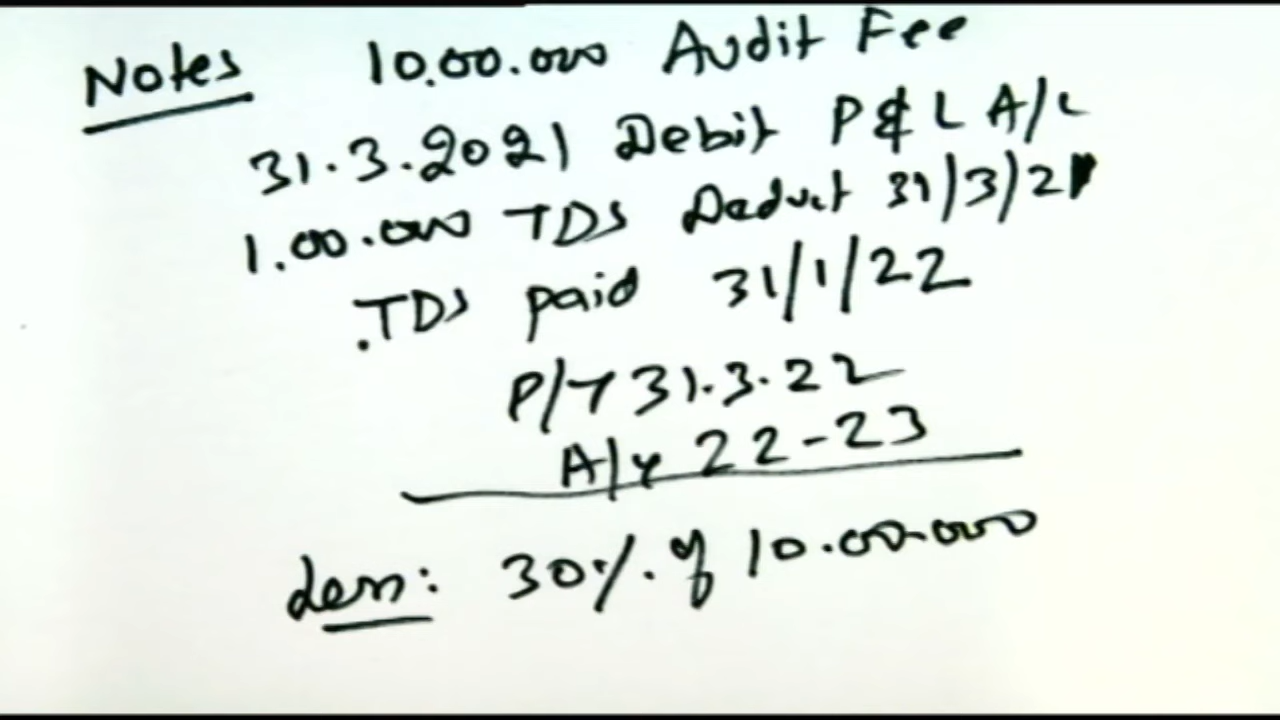 Notes 10.00.000 Audit Fee
31.3.2021 Debit P & L A/c
1.00.000 TDS Deduct 31/3/21
.TDS paid 31/1/22
P/Y 31.3.22
A/y 22-23
Less: 30%. of 10.00.000